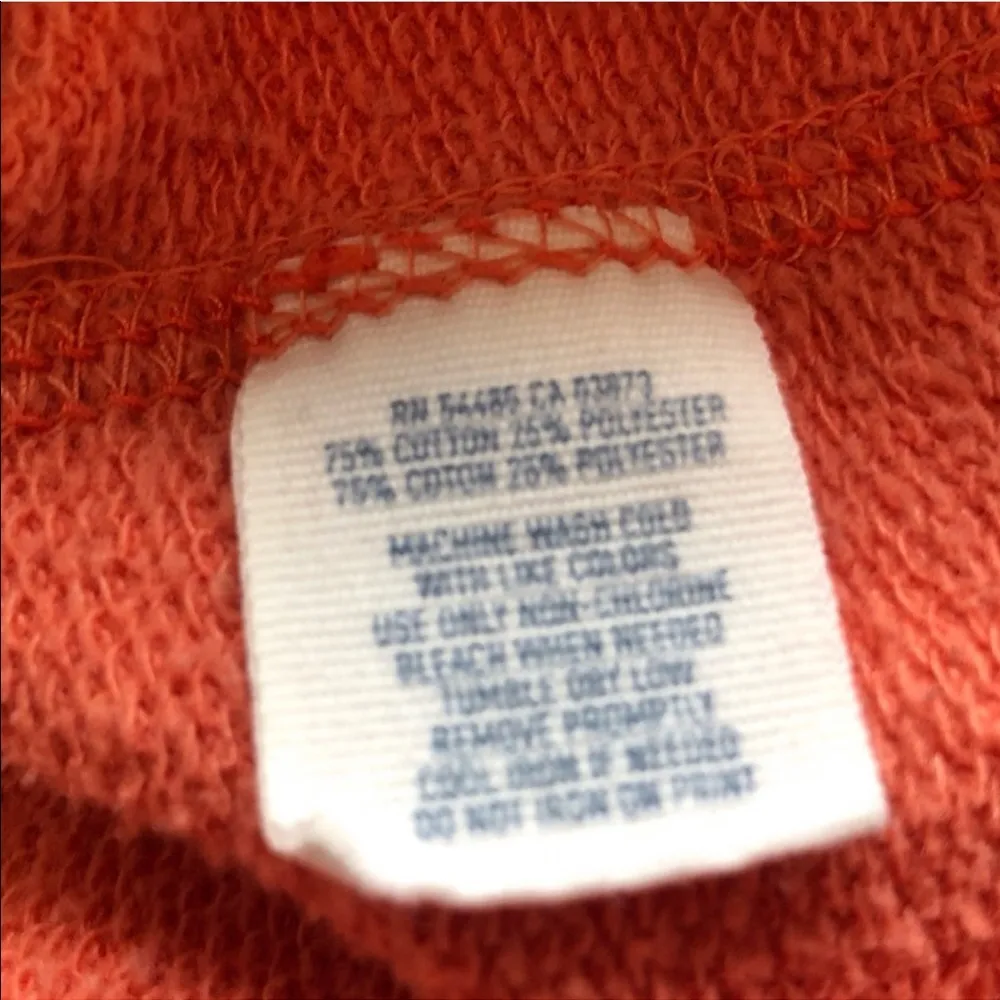 RN 54485 CA 03873
75% COTTON 25% POLYESTER
75% COTON 25% POLYESTER
MACHINE WASH COLD
WITH LIKE COLORS
USE ONLY NON-CHLORINE
BLEACH WHEN NEEDED
TUMBLE DRY LOW
REMOVE PROMPTLY
COOL IRON IF NEEDED
DO NOT IRON ON PRINT